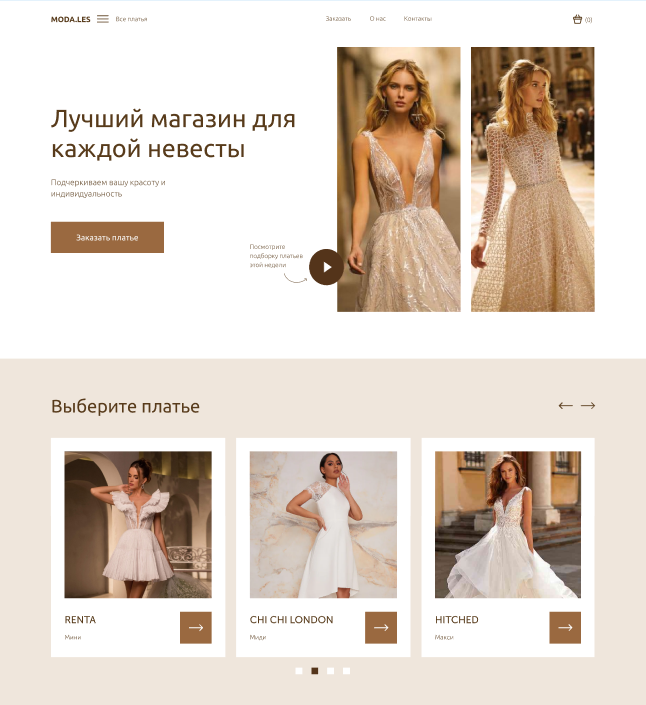 MODA.LES
Все платья
Заказать
О нас
Контакты
(0)
Лучший магазин для
каждой невесты
Подчеркиваем вашу красоту и
индивидуальность
Заказать платье
Посмотрите
подборку платьев
этой недели
Выберите платье
RENTA
Мини
CHI CHI LONDON
Миди
HITCHED
Макси